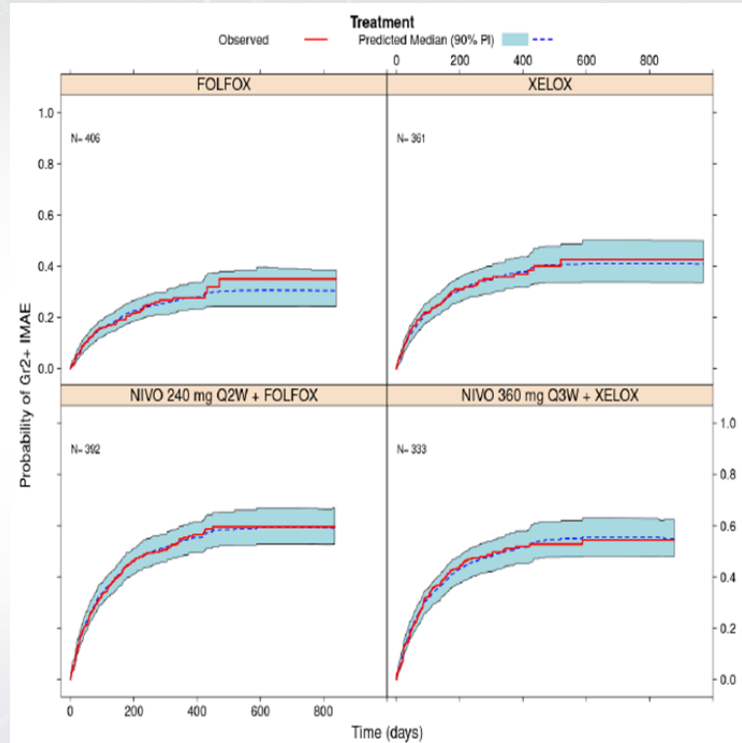 Treatment
Observed Predicted Median (90% PI)
0 200 400 600 800
FOLFOX XELOX
N= 406 N= 361
1.0
0.8
0.6
0.4
0.2
0.0
Probability of Gr2+ IMAE
NIVO 240 mg Q2W + FOLFOX NIVO 360 mg Q3W + XELOX
N= 392 N= 333
1.0
0.8
0.6
0.4
0.2
0.0
0 200 400 600 800
Time (days)